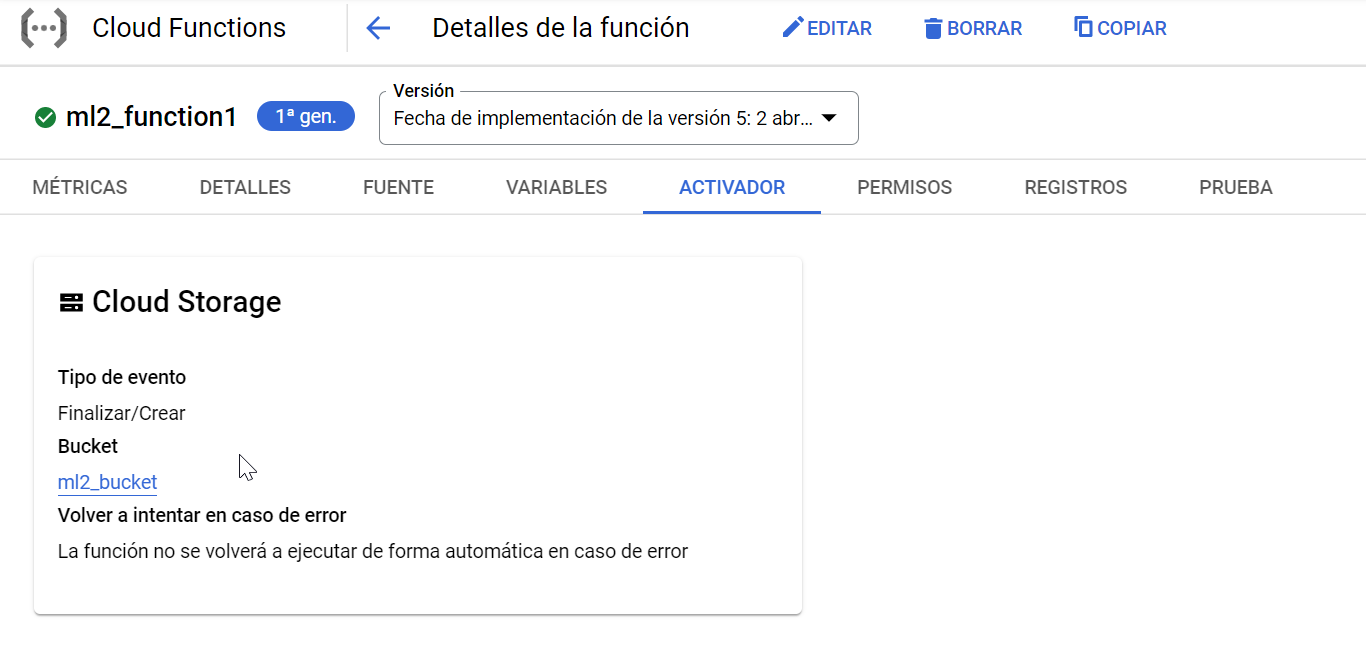 Cloud Functions
Detalles de la función
EDITAR
BORRAR
COPIAR
ml2_function1
1ª gen.
Versión
Fecha de implementación de la versión 5: 2 abr...
MÉTRICAS
DETALLES
FUENTE
VARIABLES
ACTIVADOR
PERMISOS
REGISTROS
PRUEBA
Cloud Storage
Tipo de evento
Finalizar/Crear
Bucket
ml2_bucket
Volver a intentar en caso de error
La función no se volverá a ejecutar de forma automática en caso de error